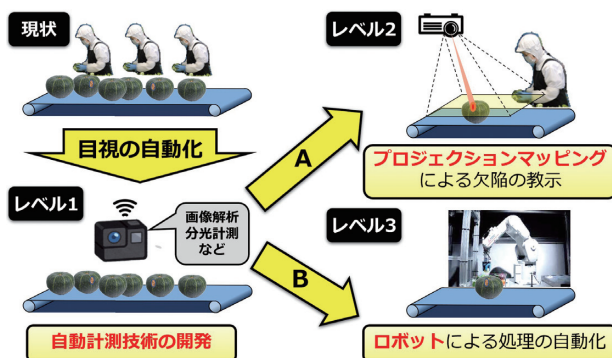 現状
目視の自動化
レベル1
画像解析
分光計測
など
自動計測技術の開発
A
レベル2
プロジェクションマッピング
による欠陥の教示
B
レベル3
ロボットによる処理の自動化